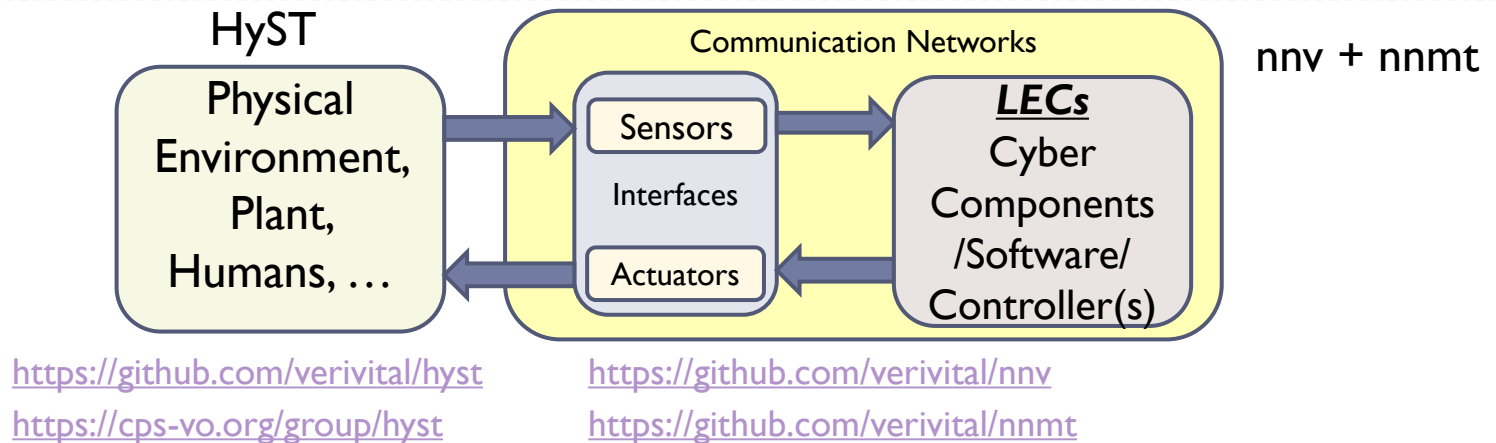 HyST
Physical
Environment,
Plant,
Humans, …
Communication Networks
Sensors
Interfaces
Actuators
LECs
Cyber
Components
/Software/
Controller(s)
nnv + nnmt
https://github.com/verivital/hyst
https://cps-vo.org/group/hyst
https://github.com/verivital/nnv
https://github.com/verivital/nnmt